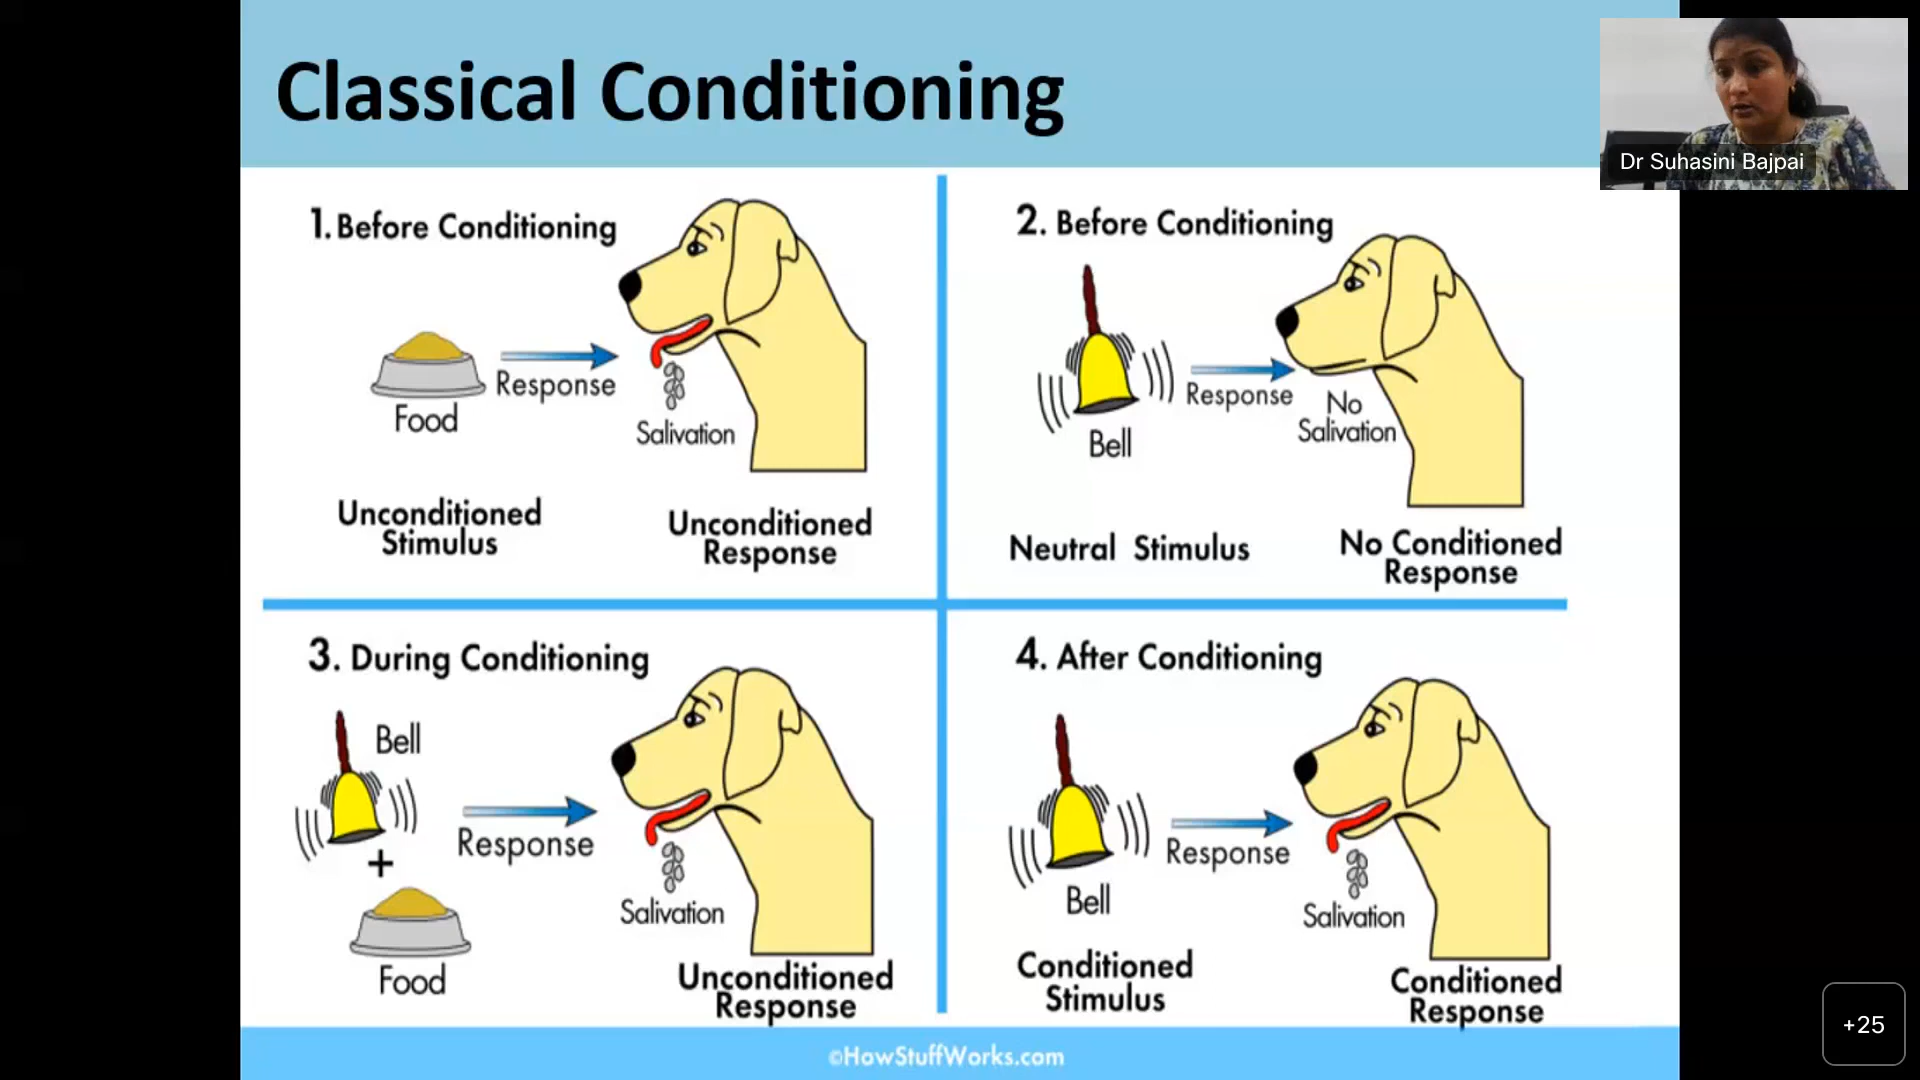 Classical Conditioning
Dr Suhasini Bajpai
1. Before Conditioning
Food
Response
Salivation
Unconditioned
Stimulus
Unconditioned
Response
2. Before Conditioning
Bell
Response
No
Salivation
Neutral Stimulus
No Conditioned
Response
3. During Conditioning
Bell
+
Food
Response
Salivation
Unconditioned
Response
4. After Conditioning
Bell
Response
Salivation
Conditioned
Stimulus
Conditioned
Response
©HowStuffWorks.com
+25